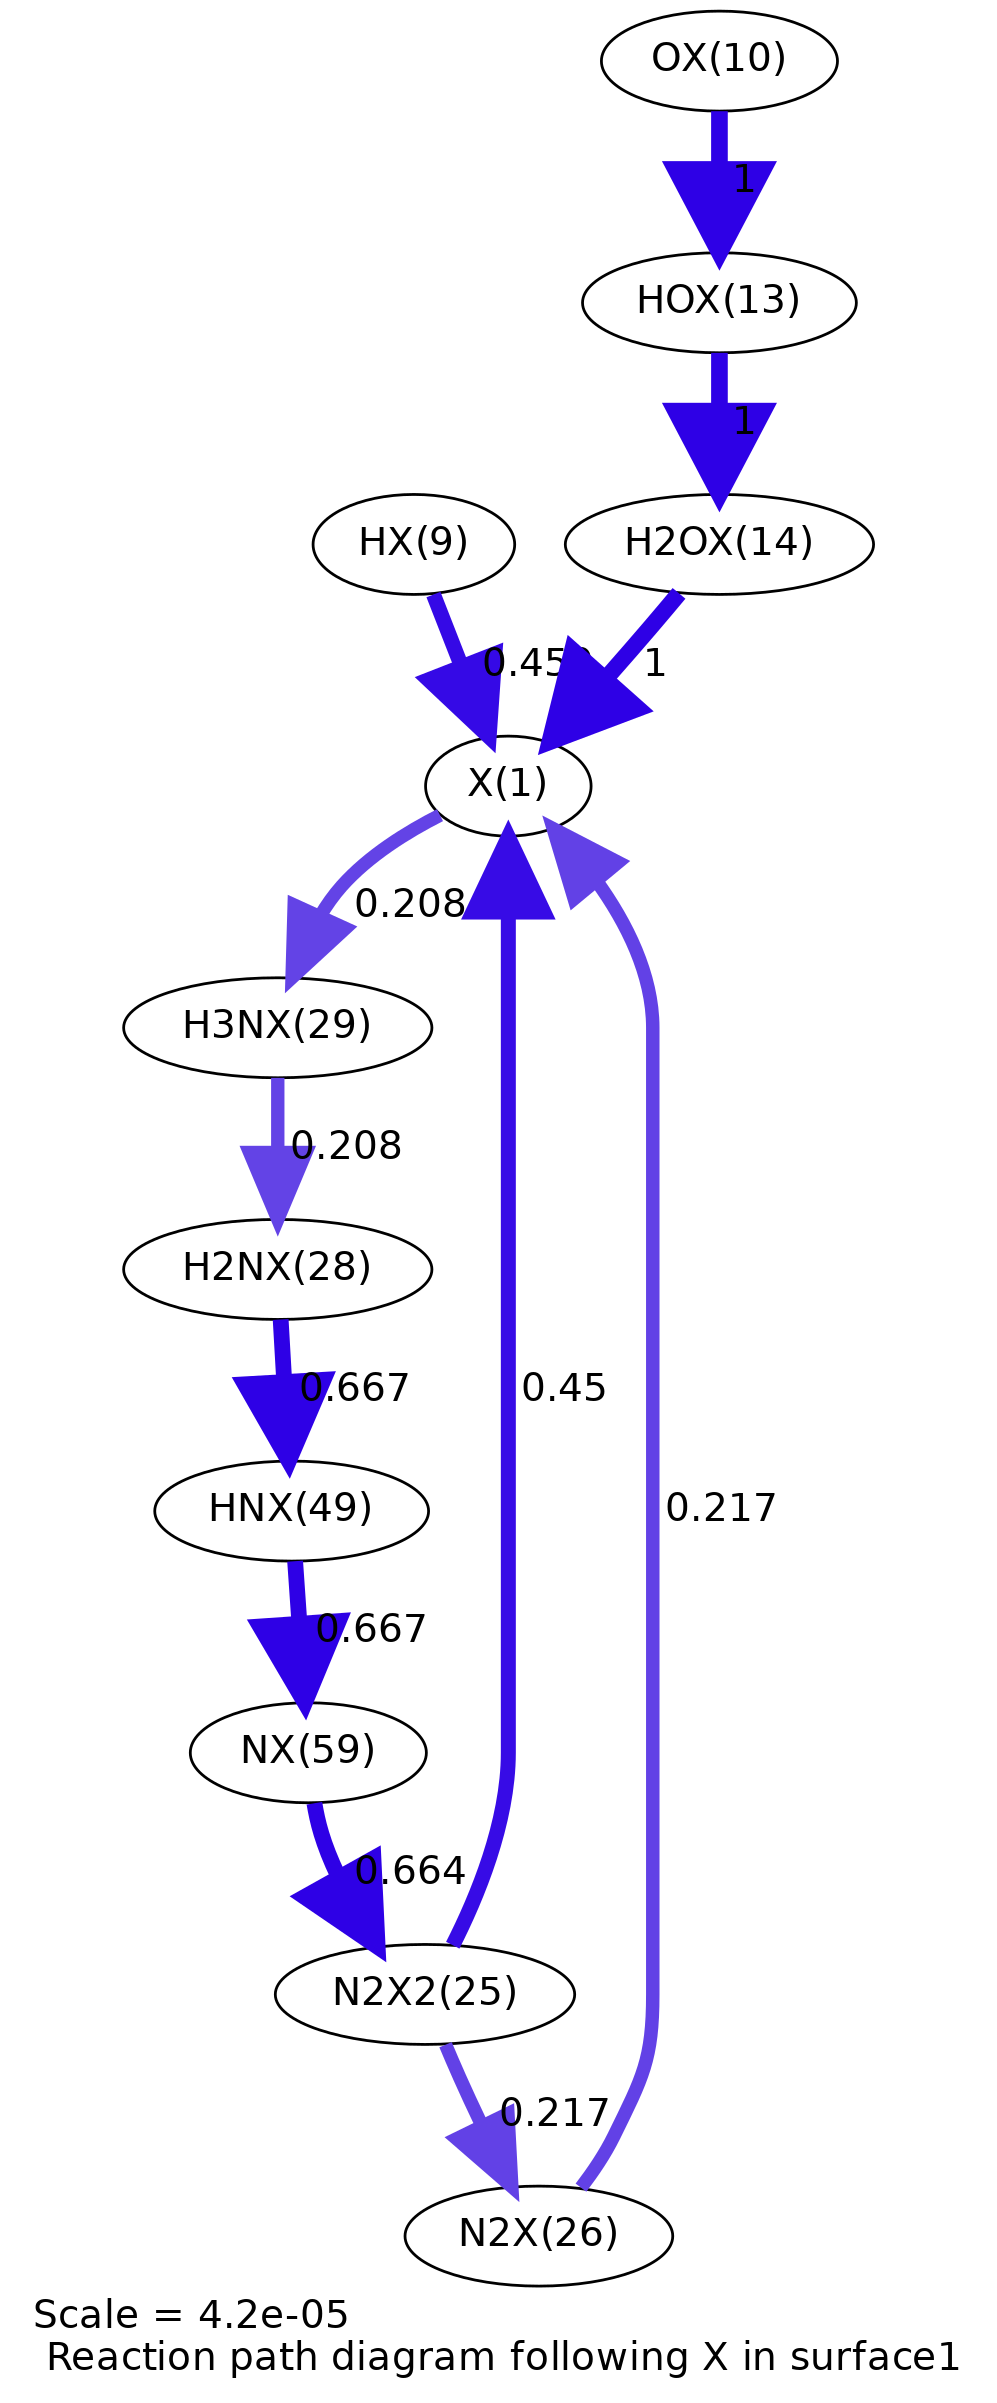 OX(10)
1
HOX(13)
1
HX(9)
H2OX(14)
1
X(1)
0.208
H3NX(29)
0.208
H2NX(28)
0.667
0.45
HNX(49)
0.217
0.667
NX(59)
0.664
N2X2(25)
0.217
N2X(26)
Scale = 4.2e-05
Reaction path diagram following X in surface1